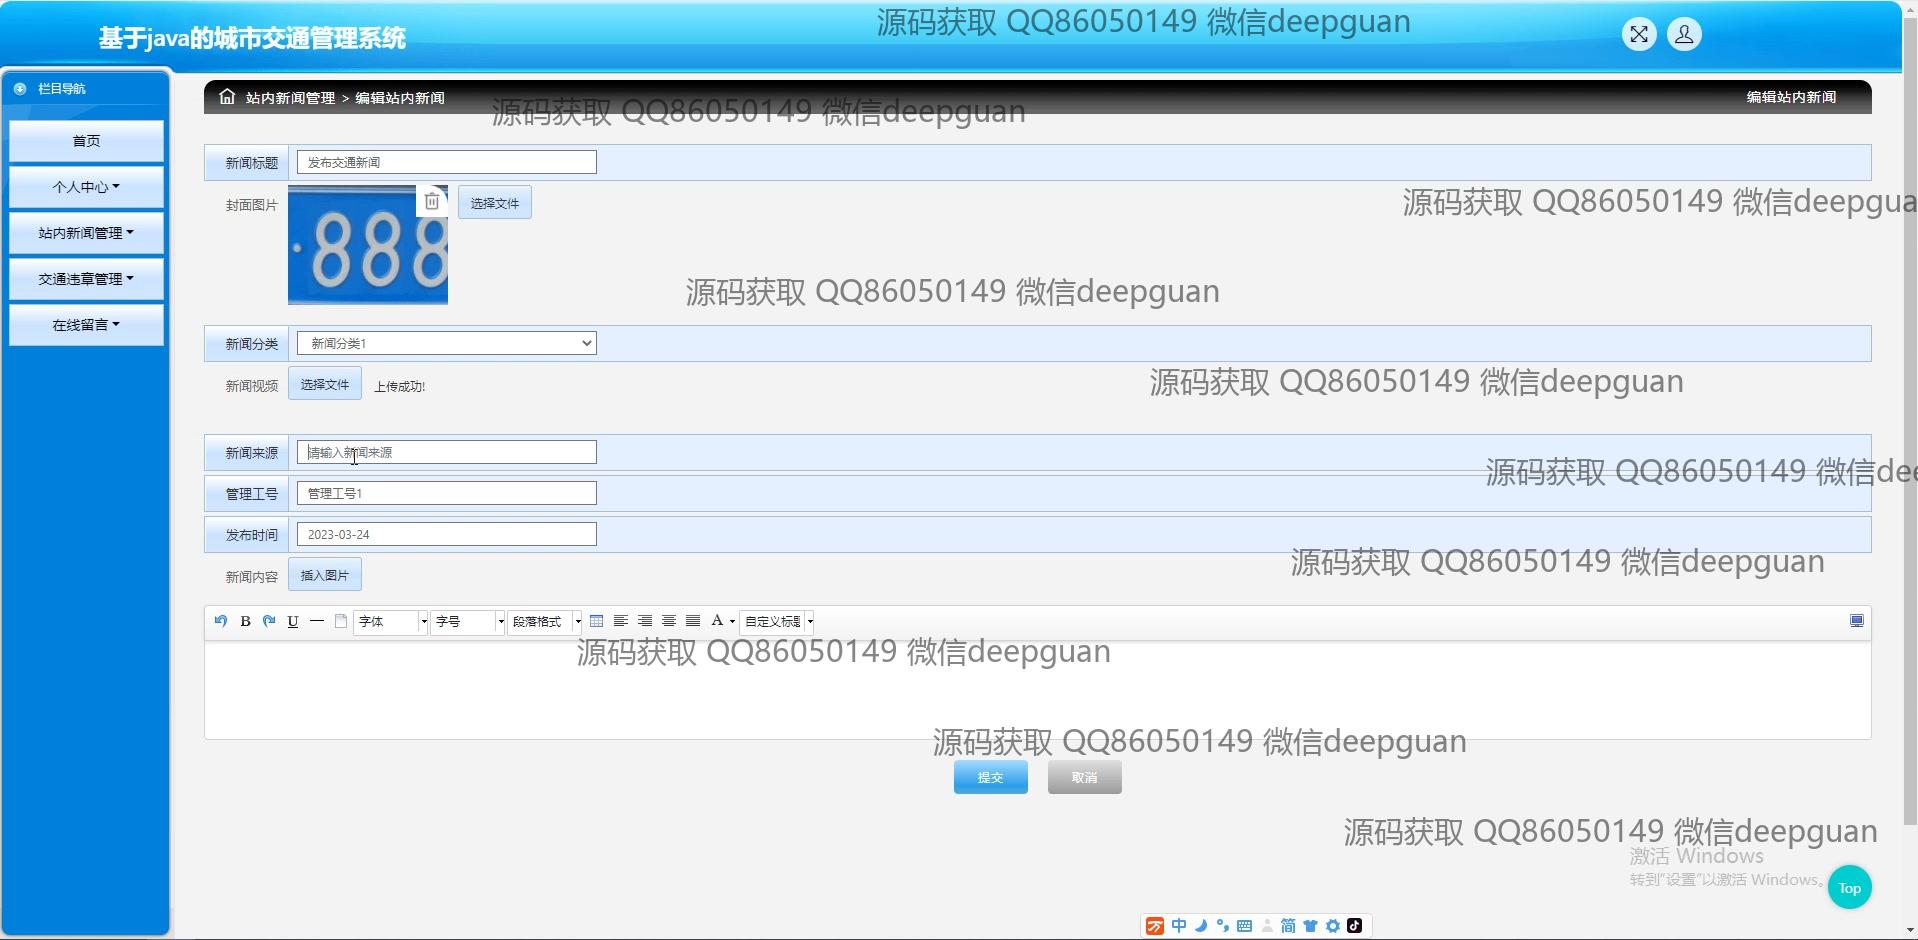 源码获取 QQ86050149 微信deepguan
基于java的城市交通管理系统
栏目导航
首页
个人中心
站内新闻管理
交通违章管理
在线留言
站内新闻管理 > 编辑站内新闻
编辑站内新闻
源码获取 QQ86050149 微信deepguan
新闻标题
发布交通新闻
封面图片
·888
选择文件
源码获取 QQ86050149 微信deepgua
源码获取 QQ86050149 微信deepguan
新闻分类
新闻分类1
新闻视频
选择文件
上传成功!
源码获取 QQ86050149 微信deepguan
新闻来源
请输入新闻来源
源码获取 QQ86050149 微信dee
管理工号
管理工号1
发布时间
2023-03-24
源码获取 QQ86050149 微信deepguan
新闻内容
插入图片
B U 字体 字号 段落格式 A 自定义标题
源码获取 QQ86050149 微信deepguan
源码获取 QQ86050149 微信deepguan
提交
取消
源码获取 QQ86050149 微信deepguan
激活 Windows
转到"设置"以激活 Windows。
Top
中 简